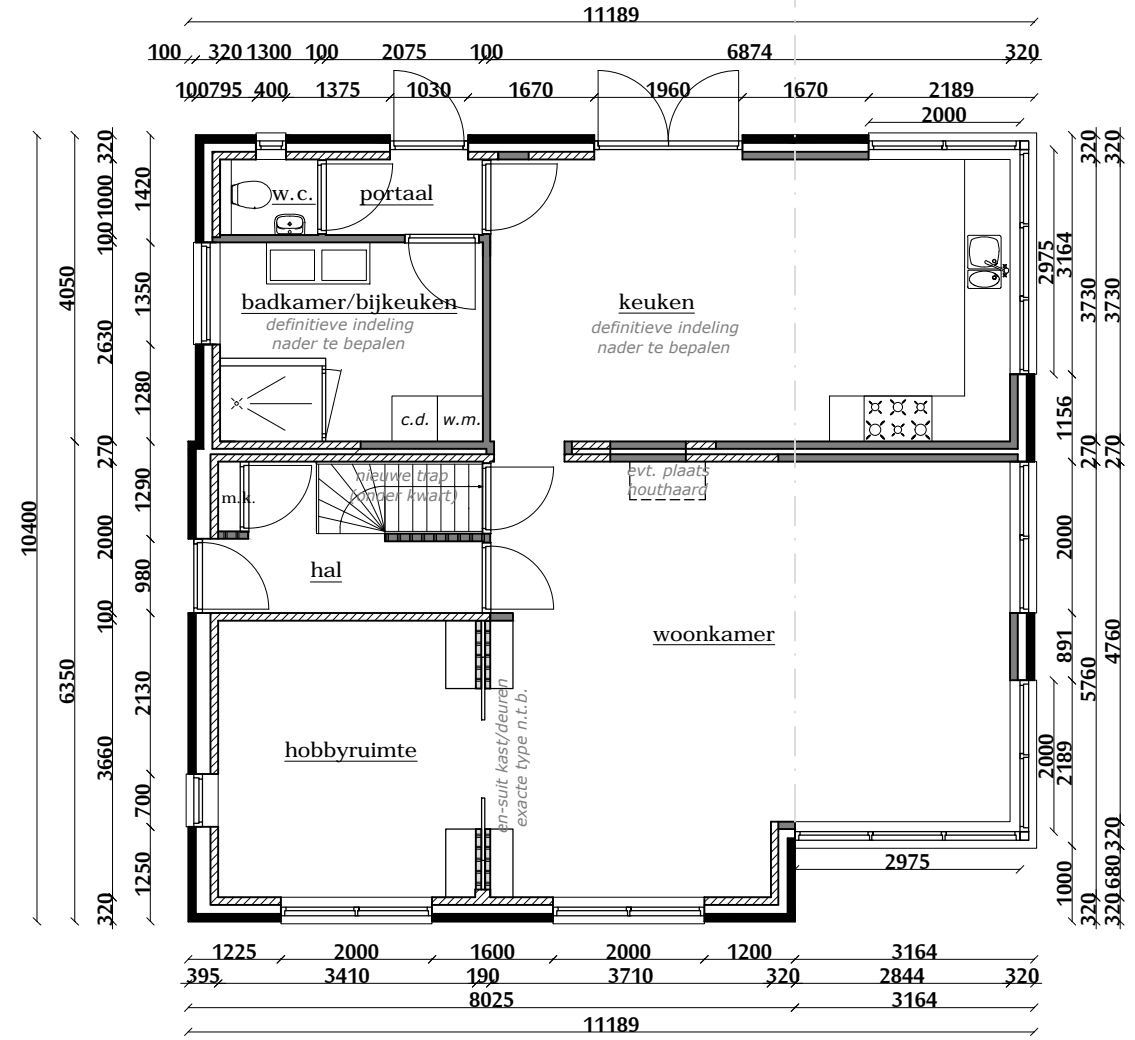 11189
100 320 1300 100 2075 100 6874 320
100 795 400 1375 1030 1670 1960 1670 2189
2000
320
1000
100
2630
270
2000
100
3660
320
1420
1350
1280
1290
980
2130
700
1250
4050
6350
10400
w.c.
portaal
badkamer/bijkeuken
definitieve indeling
nader te bepalen
keuken
definitieve indeling
nader te bepalen
c.d.
w.m.
nieuwe trap
(onder kwart)
m.k.
evt. plaats
houthaard
hal
woonkamer
hobbyruimte
en-suit kast/deuren
exacte type n.t.b.
2975
2000
2975
320
3164
1156
2000
891
2189
1000
3730
270
5760
320
320
3730
270
4760
320
680
320
1225 2000 1600 2000 1200 3164
395 3410 190 3710 320 2844 320
8025 3164
11189